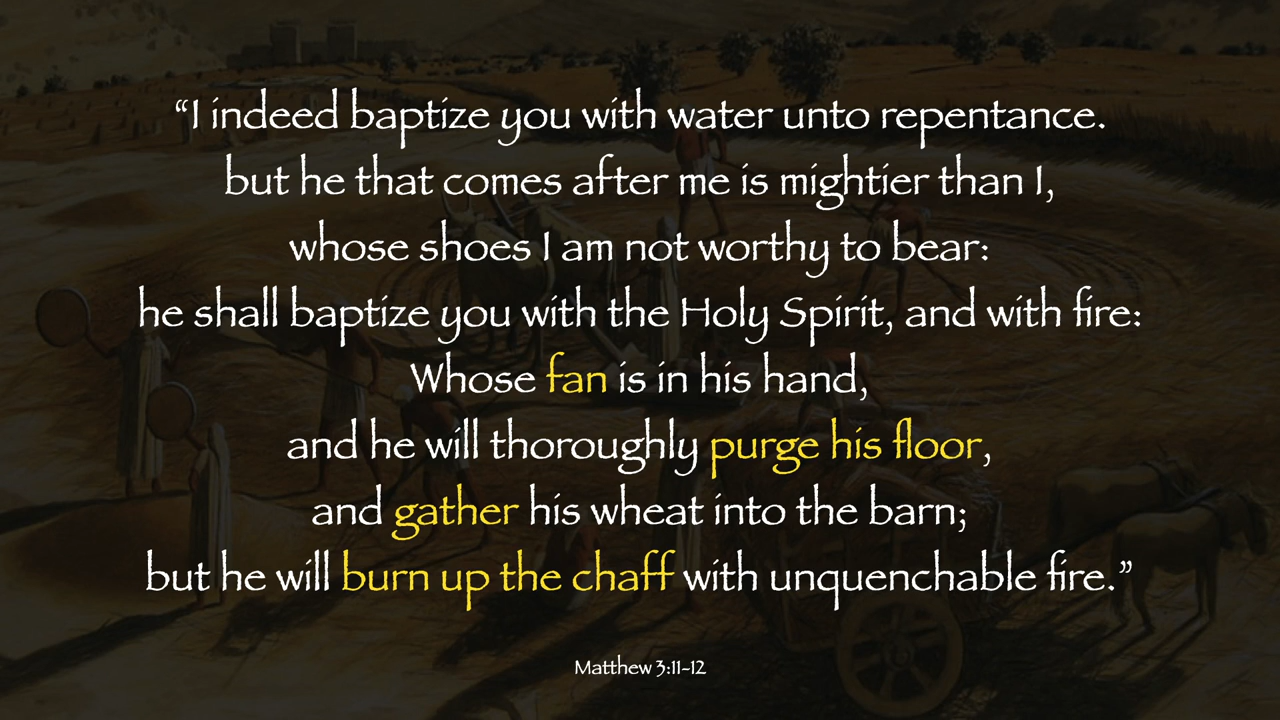 “I indeed baptize you with water unto repentance.
but he that comes after me is mightier than I,
whose shoes I am not worthy to bear:
he shall baptize you with the Holy Spirit, and with fire:
Whose fan is in his hand,
and he will thoroughly purge his floor,
and gather his wheat into the barn;
but he will burn up the chaff with unquenchable fire.”
Matthew 3:11-12